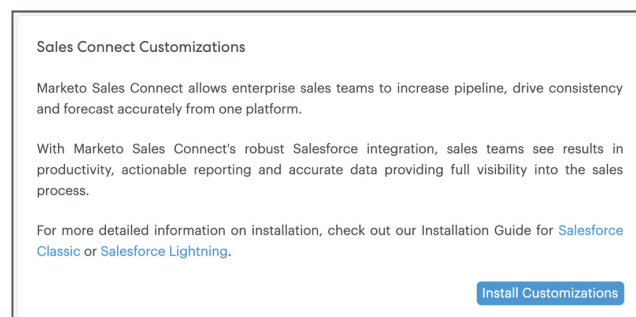 Sales Connect Customizations
Marketo Sales Connect allows enterprise sales teams to increase pipeline, drive consistency
and forecast accurately from one platform.
With Marketo Sales Connect's robust Salesforce integration, sales teams see results in
productivity, actionable reporting and accurate data providing full visibility into the sales
process.
For more detailed information on installation, check out our Installation Guide for Salesforce
Classic or Salesforce Lightning.
Install Customizations